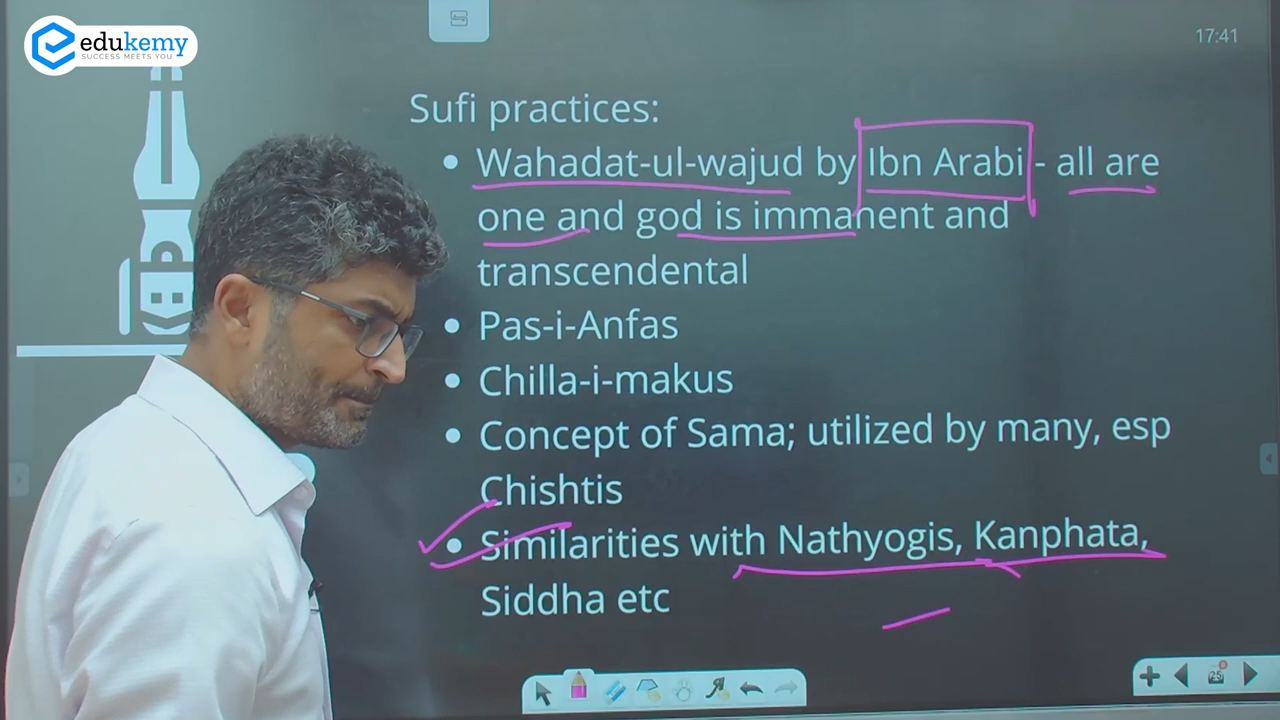 edukemy
SUCCESS MEETS YOU
17:41
Sufi practices:
• Wahadat-ul-wajud by Ibn Arabi - all are
one and god is immanent and
transcendental
• Pas-i-Anfas
• Chilla-i-makus
• Concept of Sama; utilized by many, esp
Chishtis
• Similarities with Nathyogis, Kanphata,
Siddha etc